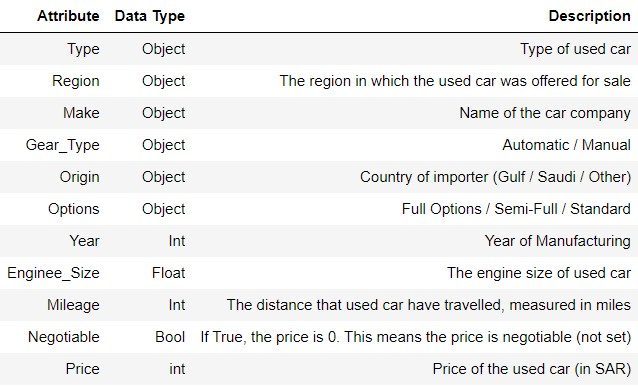 Attribute Data Type Description
Type Object Type of used car
Region Object The region in which the used car was offered for sale
Make Object Name of the car company
Gear_Type Object Automatic / Manual
Origin Object Country of importer (Gulf / Saudi / Other)
Options Object Full Options / Semi-Full / Standard
Year Int Year of Manufacturing
Enginee_Size Float The engine size of used car
Mileage Int The distance that used car have travelled, measured in miles
Negotiable Bool If True, the price is 0. This means the price is negotiable (not set)
Price int Price of the used car (in SAR)